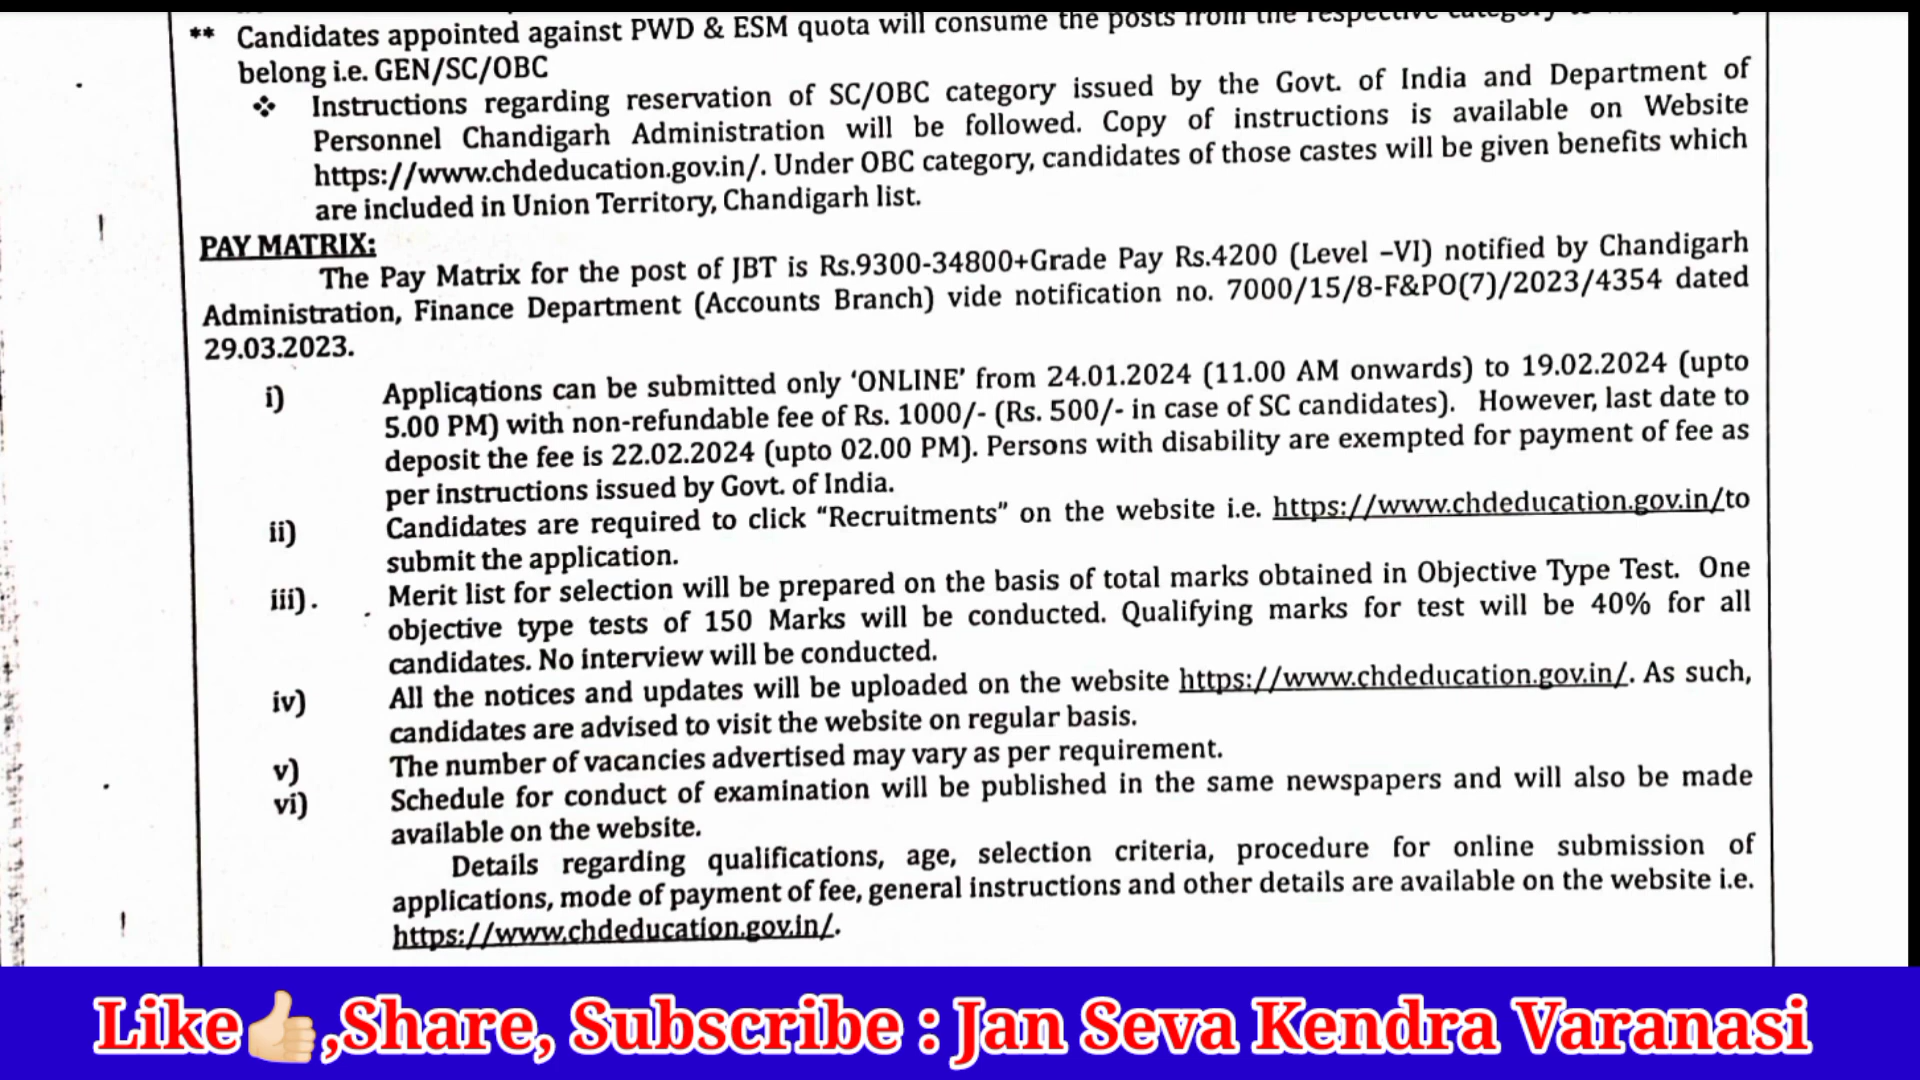 ** Candidates appointed against PWD & ESM quota will consume the posts from the respective category to
belong i.e. GEN/SC/OBC
❖ Instructions regarding reservation of SC/OBC category issued by the Govt. of India and Department of
Personnel Chandigarh Administration will be followed. Copy of instructions is available on Website
https://www.chdeducation.gov.in/. Under OBC category, candidates of those castes will be given benefits which
are included in Union Territory, Chandigarh list.
PAY MATRIX:
The Pay Matrix for the post of JBT is Rs.9300-34800+Grade Pay Rs.4200 (Level –VI) notified by Chandigarh
Administration, Finance Department (Accounts Branch) vide notification no. 7000/15/8-F&PO(7)/2023/4354 dated
29.03.2023.
i) Applications can be submitted only ‘ONLINE’ from 24.01.2024 (11.00 AM onwards) to 19.02.2024 (upto
5.00 PM) with non-refundable fee of Rs. 1000/- (Rs. 500/- in case of SC candidates). However, last date to
deposit the fee is 22.02.2024 (upto 02.00 PM). Persons with disability are exempted for payment of fee as
per instructions issued by Govt. of India.
ii) Candidates are required to click “Recruitments” on the website i.e. https://www.chdeducation.gov.in/to
submit the application.
iii). Merit list for selection will be prepared on the basis of total marks obtained in Objective Type Test. One
objective type tests of 150 Marks will be conducted. Qualifying marks for test will be 40% for all
candidates. No interview will be conducted.
iv) All the notices and updates will be uploaded on the website https://www.chdeducation.gov.in/. As such,
candidates are advised to visit the website on regular basis.
v) The number of vacancies advertised may vary as per requirement.
vi) Schedule for conduct of examination will be published in the same newspapers and will also be made
available on the website.
Details regarding qualifications, age, selection criteria, procedure for online submission of
applications, mode of payment of fee, general instructions and other details are available on the website i.e.
https://www.chdeducation.gov.in/.
Like👍🏻,Share, Subscribe : Jan Seva Kendra Varanasi